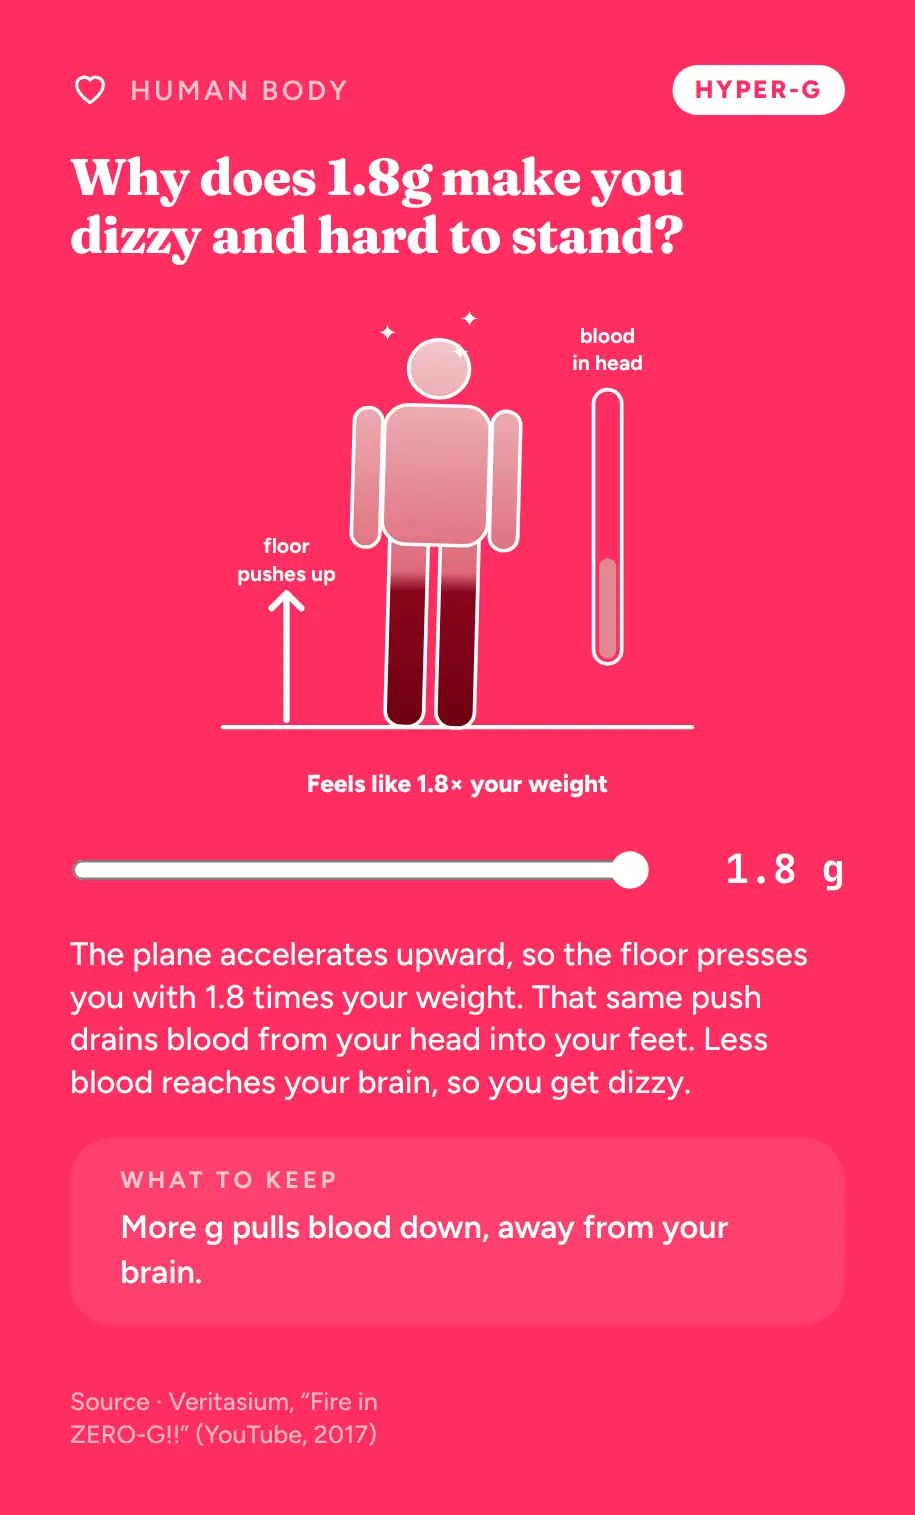 HUMAN BODY
HYPER-G
Why does 1.8g make you
dizzy and hard to stand?
blood
in head
floor
pushes up
Feels like 1.8× your weight
1.8 g
The plane accelerates upward, so the floor presses
you with 1.8 times your weight. That same push
drains blood from your head into your feet. Less
blood reaches your brain, so you get dizzy.
WHAT TO KEEP
More g pulls blood down, away from your
brain.
Source · Veritasium, “Fire in
ZERO-G!!” (YouTube, 2017)